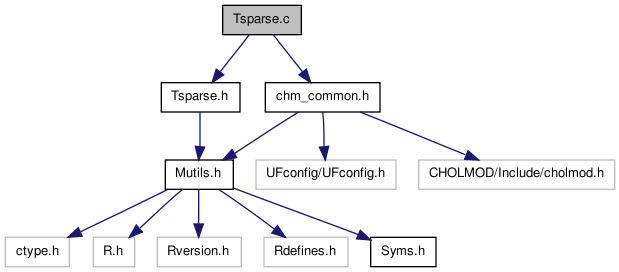 Tsparse.c
Tsparse.h
chm_common.h
Mutils.h
UFconfig/UFconfig.h
CHOLMOD/Include/cholmod.h
ctype.h
R.h
Rversion.h
Rdefines.h
Syms.h